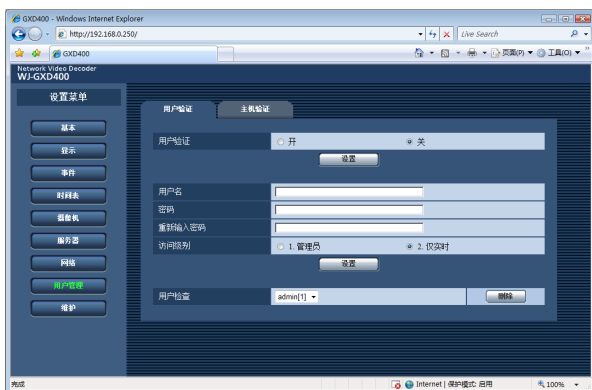 GXD400 - Windows Internet Explorer
http://192.168.0.250/
Live Search
GXD400
页面(P)
工具(O)
Network Video Decoder
WJ-GXD400
设置菜单
基本
显示
事件
时间表
摄像机
服务器
网络
用户管理
维护
用户验证
主机验证
用户验证
开
关
设置
用户名
密码
重新输入密码
访问级别
1. 管理员
2. 仅实时
设置
用户检查
admin[1]
删除
完成
Internet | 保护模式: 启用
100%